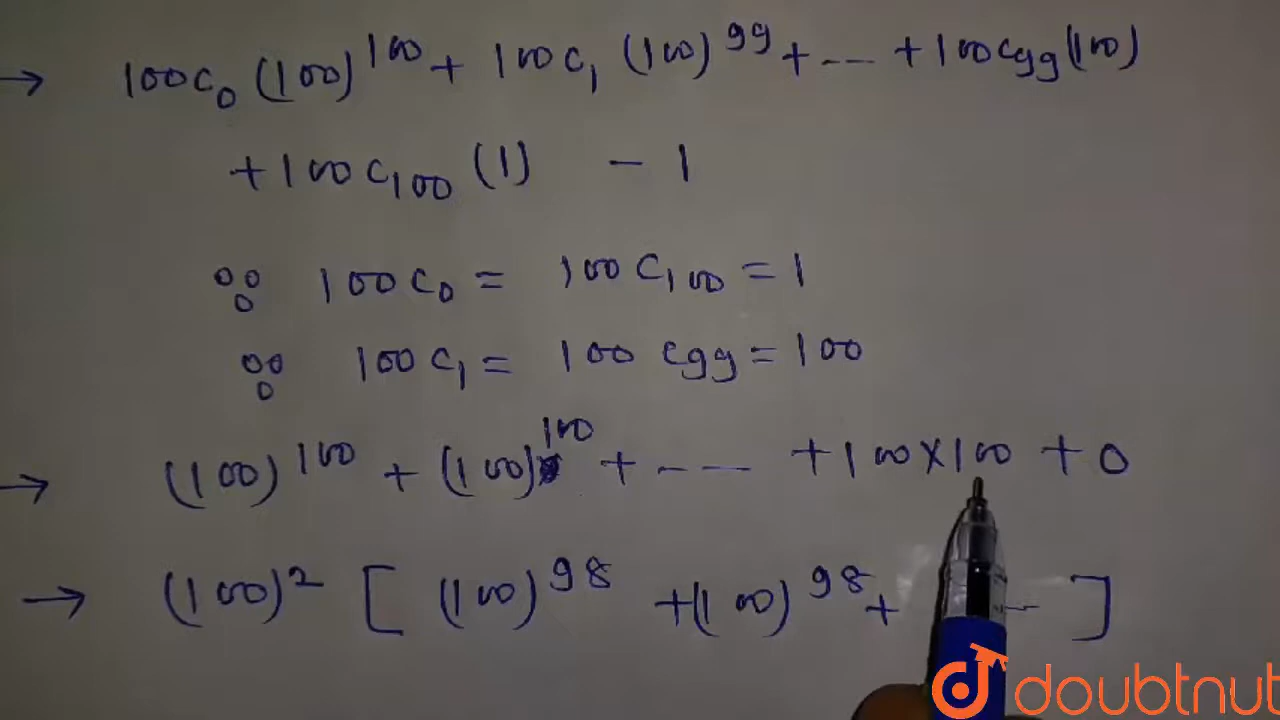 → 100C₀ (100)¹⁰⁰ + 100C₁ (100)⁹⁹ + --- + 100C₉₉(100)
+ 100C₁₀₀ (1) - 1
∵ 100C₀ = 100C₁₀₀ = 1
∵ 100C₁ = 100C₉₉ = 100
→ (100)¹⁰⁰ + (100)¹⁰⁰ + --- + 100×100 + 0
→ (100)² [ (100)⁹⁸ + (100)⁹⁸ + --- ]
doubtnut